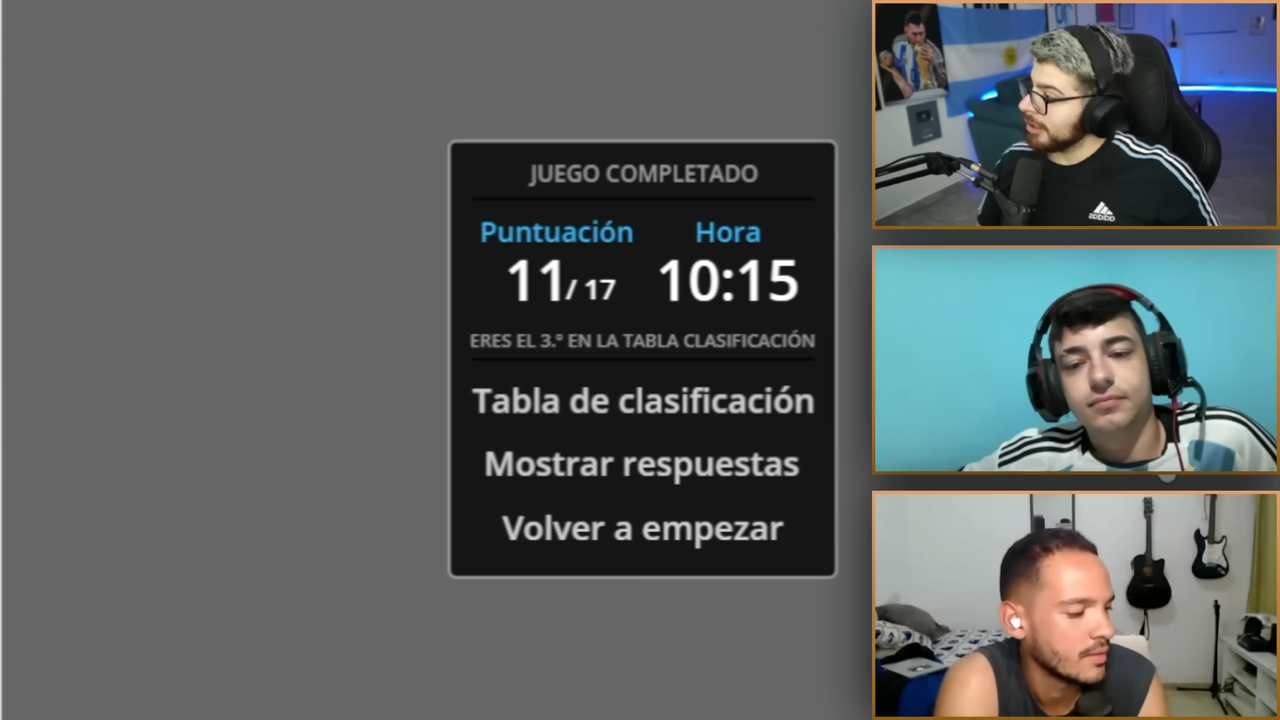 JUEGO COMPLETADO
Puntuación Hora
11/ 17 10:15
ERES EL 3.º EN LA TABLA CLASIFICACIÓN
Tabla de clasificación
Mostrar respuestas
Volver a empezar
adidas